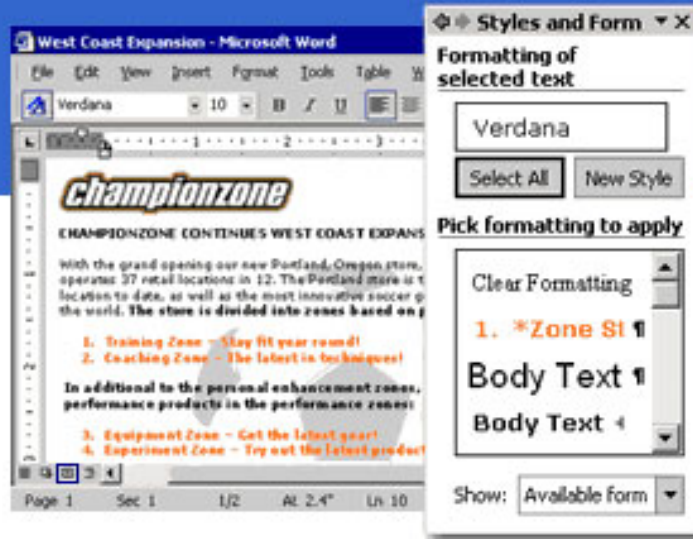 West Coast Expansion - Microsoft Word
File Edit View Insert Format Tools Table W
Verdana 10 B I U
championzone
CHAMPIONZONE CONTINUES WEST COAST EXPANS
With the grand opening our new Portland, Oregon store,
operates 37 retail locations in 12. The Portland store is t
location to date, as well as the most innovative soccer g
the world. The store is divided into zones based on p
1. Training Zone – Stay fit year round!
2. Coaching Zone – The latest in techniques!
In additional to the personal enhancement zones,
performance products in the performance zones:
3. Equipment Zone – Get the latest gear!
4. Experiment Zone – Try out the latest product
Page 1 Sec 1 1/2 At 2.4" Ln 10
Styles and Form
Formatting of
selected text
Verdana
Select All New Style
Pick formatting to apply
Clear Formatting
1. *Zone St ¶
Body Text ¶
Body Text
Show: Available form